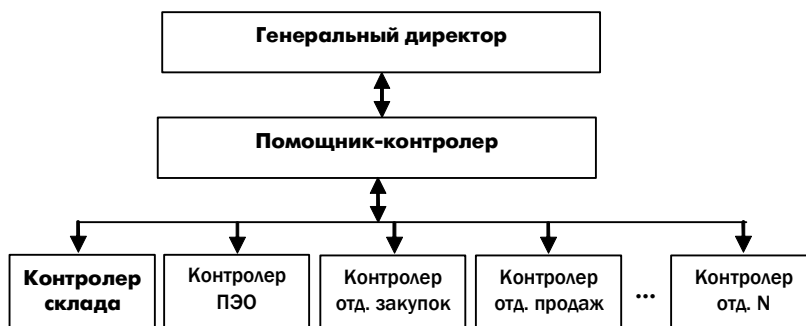 Генеральный директор
Помощник-контролер
Контролер
склада
Контролер
ПЭО
Контролер
отд. закупок
Контролер
отд. продаж
...
Контролер
отд. N